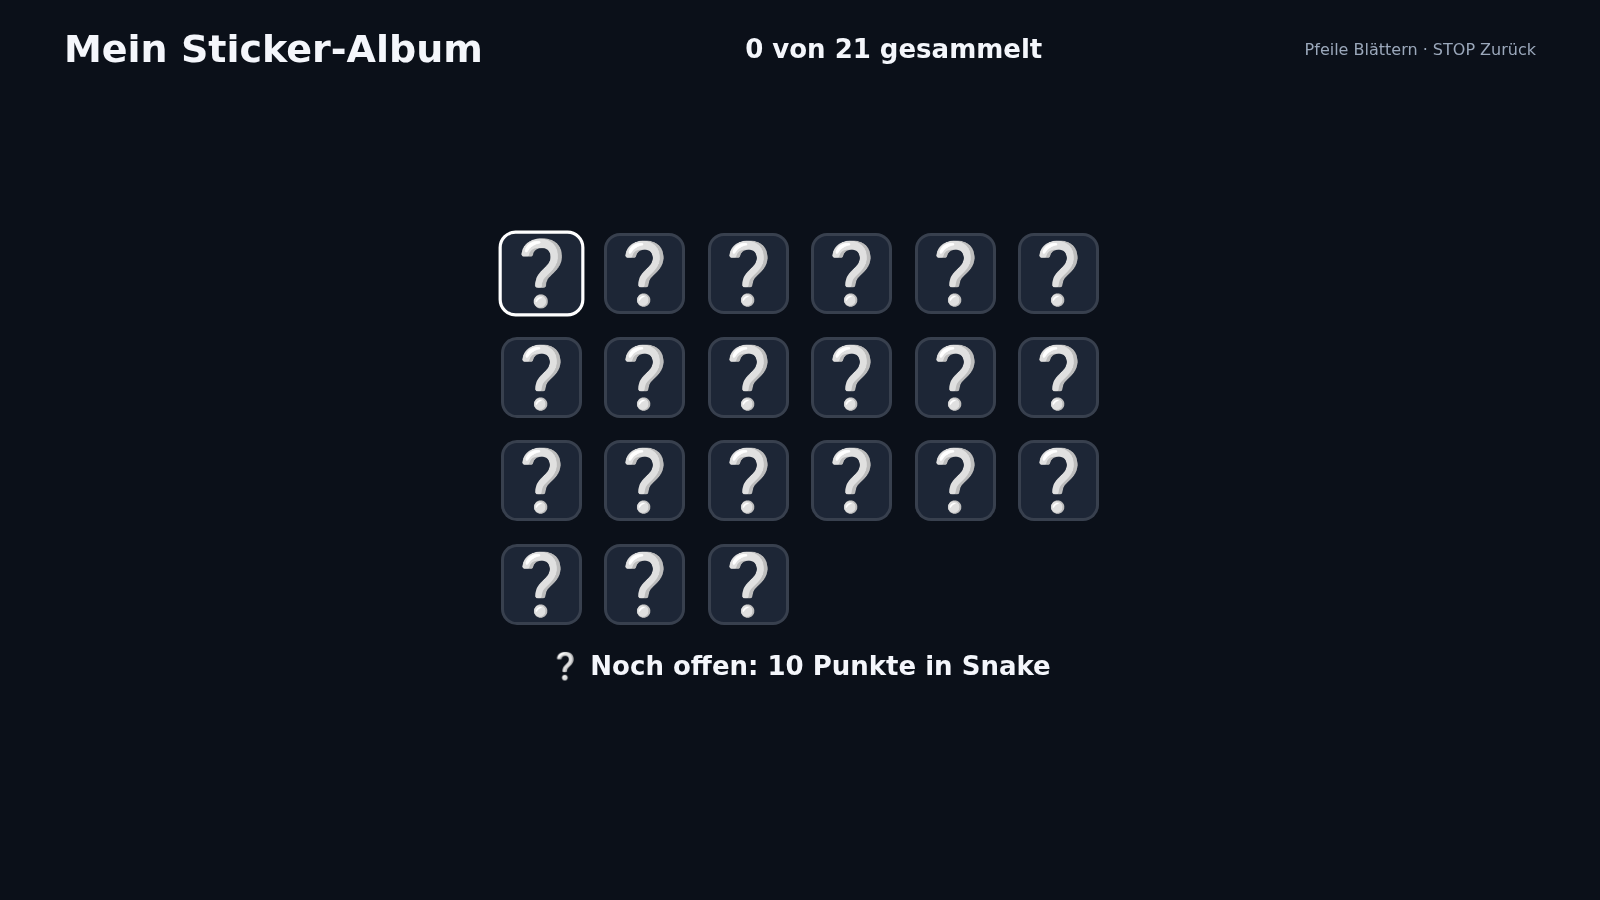 Mein Sticker-Album
0 von 21 gesammelt
Pfeile Blättern · STOP Zurück
❔ ❔ ❔ ❔ ❔ ❔
❔ ❔ ❔ ❔ ❔ ❔
❔ ❔ ❔ ❔ ❔ ❔
❔ ❔ ❔
❔ Noch offen: 10 Punkte in Snake